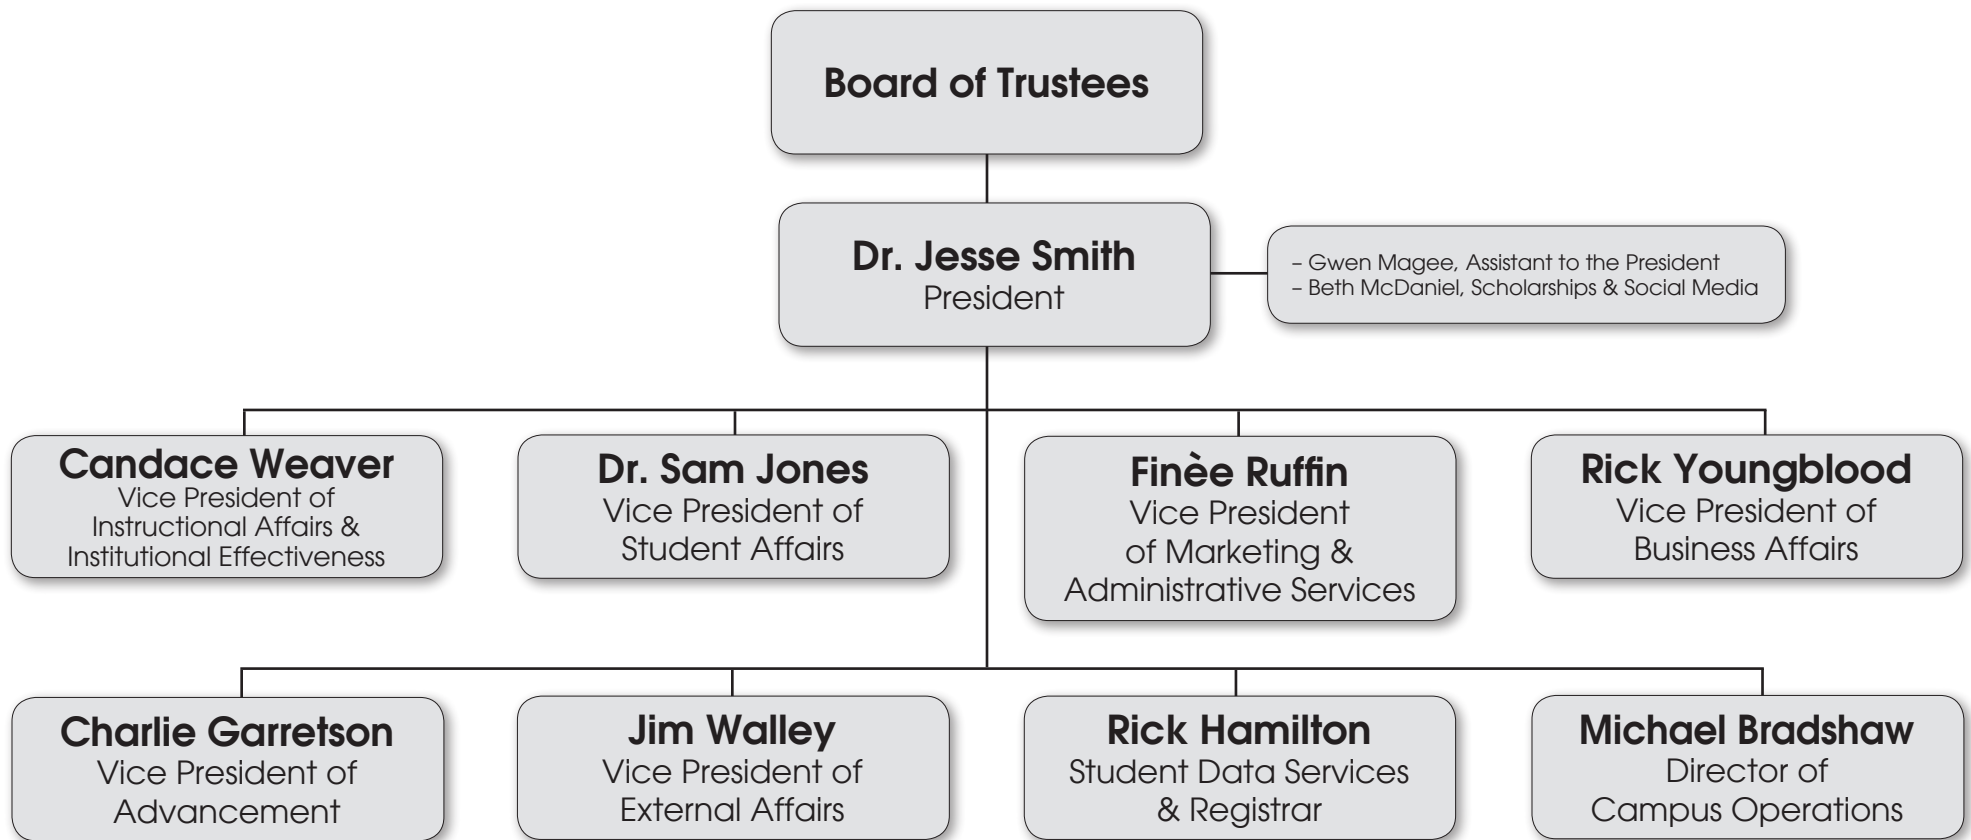 Board of Trustees
Dr. Jesse Smith
President
– Gwen Magee, Assistant to the President
– Beth McDaniel, Scholarships & Social Media
Candace Weaver
Vice President of
Instructional Affairs &
Institutional Effectiveness
Dr. Sam Jones
Vice President of
Student Affairs
Finèe Ruffin
Vice President
of Marketing &
Administrative Services
Rick Youngblood
Vice President of
Business Affairs
Charlie Garretson
Vice President of
Advancement
Jim Walley
Vice President of
External Affairs
Rick Hamilton
Student Data Services
& Registrar
Michael Bradshaw
Director of
Campus Operations